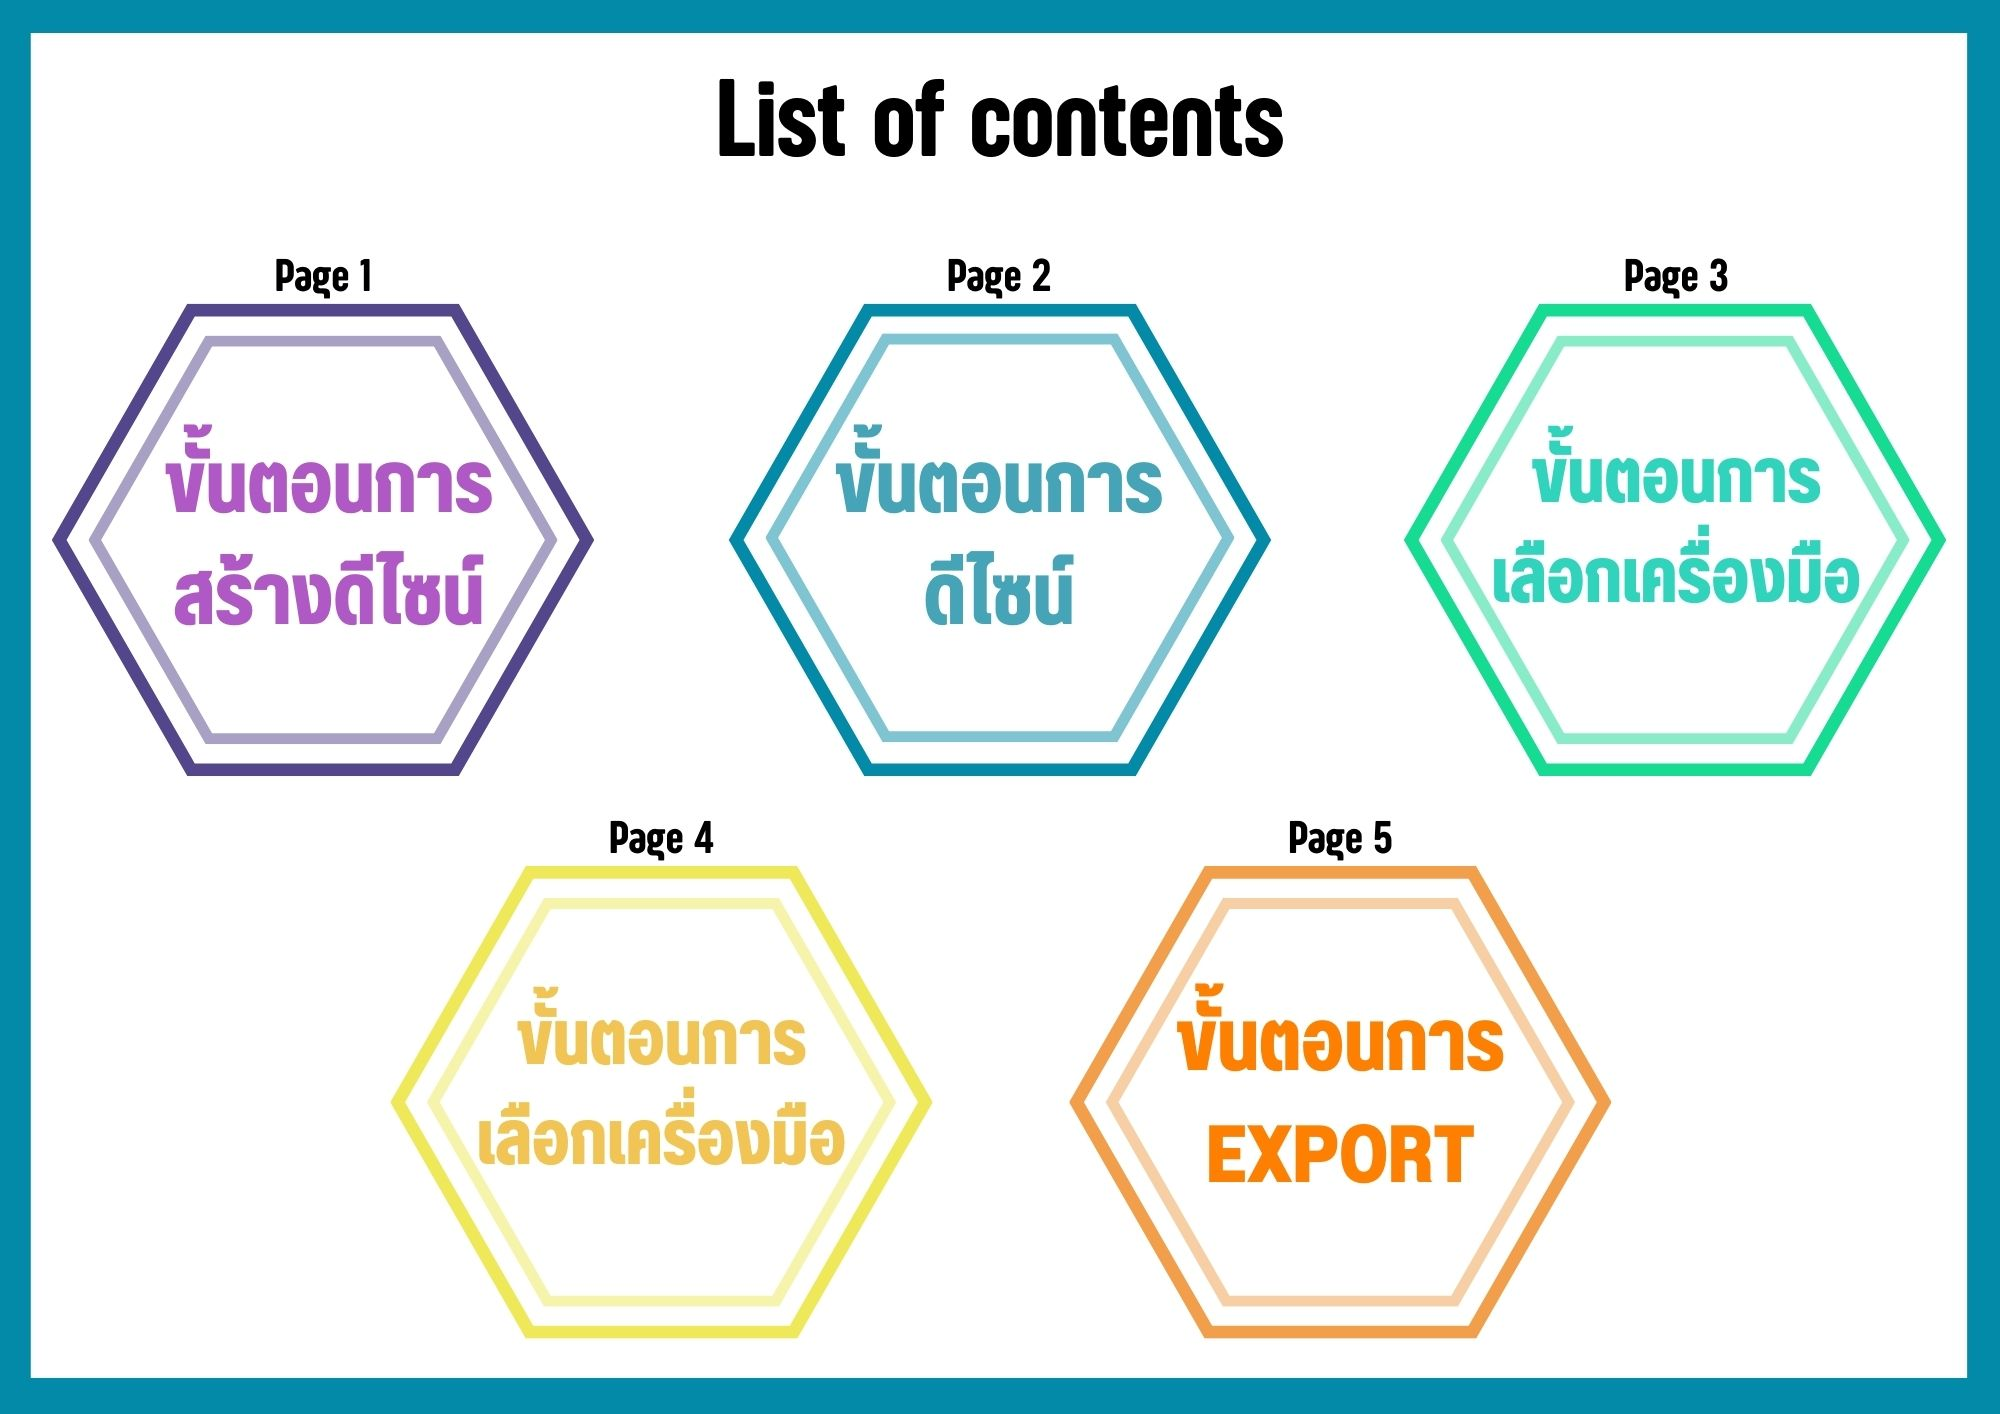 List of contents
Page 1
ขั้นตอนการ
สร้างดีไซน์
Page 2
ขั้นตอนการ
ดีไซน์
Page 3
ขั้นตอนการ
เลือกเครื่องมือ
Page 4
ขั้นตอนการ
เลือกเครื่องมือ
Page 5
ขั้นตอนการ
EXPORT